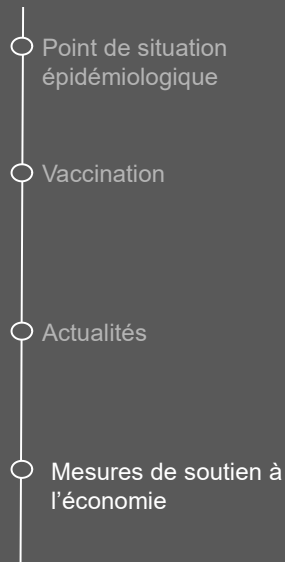 Point de situation
épidémiologique
Vaccination
Actualités
Mesures de soutien à
l’économie